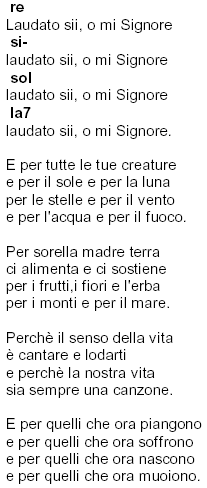 re
Laudato sii, o mi Signore
si-
laudato sii, o mi Signore
sol
laudato sii, o mi Signore
la7
laudato sii, o mi Signore.
E per tutte le tue creature
e per il sole e per la luna
per le stelle e per il vento
e per l'acqua e per il fuoco.
Per sorella madre terra
ci alimenta e ci sostiene
per i frutti,i fiori e l'erba
per i monti e per il mare.
Perchè il senso della vita
è cantare e lodarti
e perchè la nostra vita
sia sempre una canzone.
E per quelli che ora piangono
e per quelli che ora soffrono
e per quelli che ora nascono
e per quelli che ora muoiono.